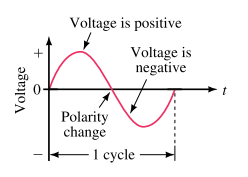 Voltage is positive
Voltage is
negative
Voltage
+
0
−
t
Polarity
change
1 cycle